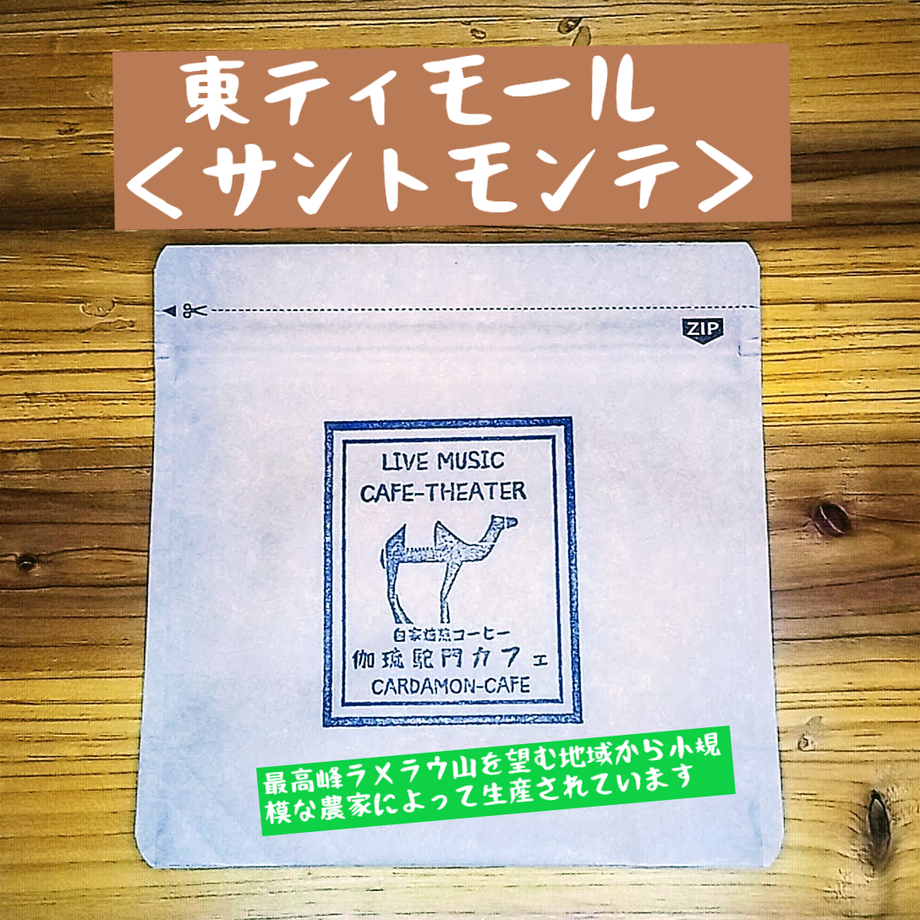 東ティモール
＜サントモンテ＞
ZIP
LIVE MUSIC
CAFE-THEATER
自家焙煎コーヒー
伽琉駝門カフェ
CARDAMON-CAFE
最高峰ラメラウ山を望む地域から小規
模な農家によって生産されています